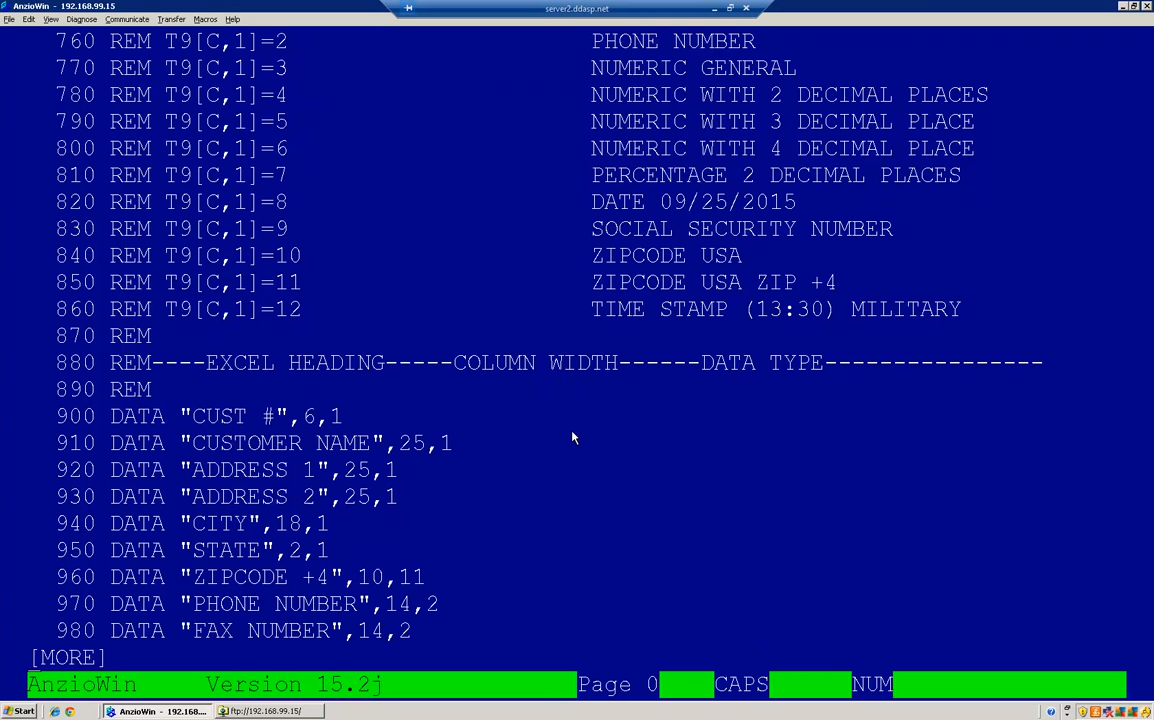 AnzioWin - 192.168.99.15
server2.ddasp.net
File Edit View Diagnose Communicate Transfer Macros Help
760 REM T9[C,1]=2 PHONE NUMBER
770 REM T9[C,1]=3 NUMERIC GENERAL
780 REM T9[C,1]=4 NUMERIC WITH 2 DECIMAL PLACES
790 REM T9[C,1]=5 NUMERIC WITH 3 DECIMAL PLACE
800 REM T9[C,1]=6 NUMERIC WITH 4 DECIMAL PLACE
810 REM T9[C,1]=7 PERCENTAGE 2 DECIMAL PLACES
820 REM T9[C,1]=8 DATE 09/25/2015
830 REM T9[C,1]=9 SOCIAL SECURITY NUMBER
840 REM T9[C,1]=10 ZIPCODE USA
850 REM T9[C,1]=11 ZIPCODE USA ZIP +4
860 REM T9[C,1]=12 TIME STAMP (13:30) MILITARY
870 REM
880 REM----EXCEL HEADING-----COLUMN WIDTH------DATA TYPE----------------
890 REM
900 DATA "CUST #",6,1
910 DATA "CUSTOMER NAME",25,1
920 DATA "ADDRESS 1",25,1
930 DATA "ADDRESS 2",25,1
940 DATA "CITY",18,1
950 DATA "STATE",2,1
960 DATA "ZIPCODE +4",10,11
970 DATA "PHONE NUMBER",14,2
980 DATA "FAX NUMBER",14,2
[MORE]
AnzioWin Version 15.2j Page 0 CAPS NUM
Start AnzioWin - 192.168.... ftp://192.168.99.15/ 1:38 PM